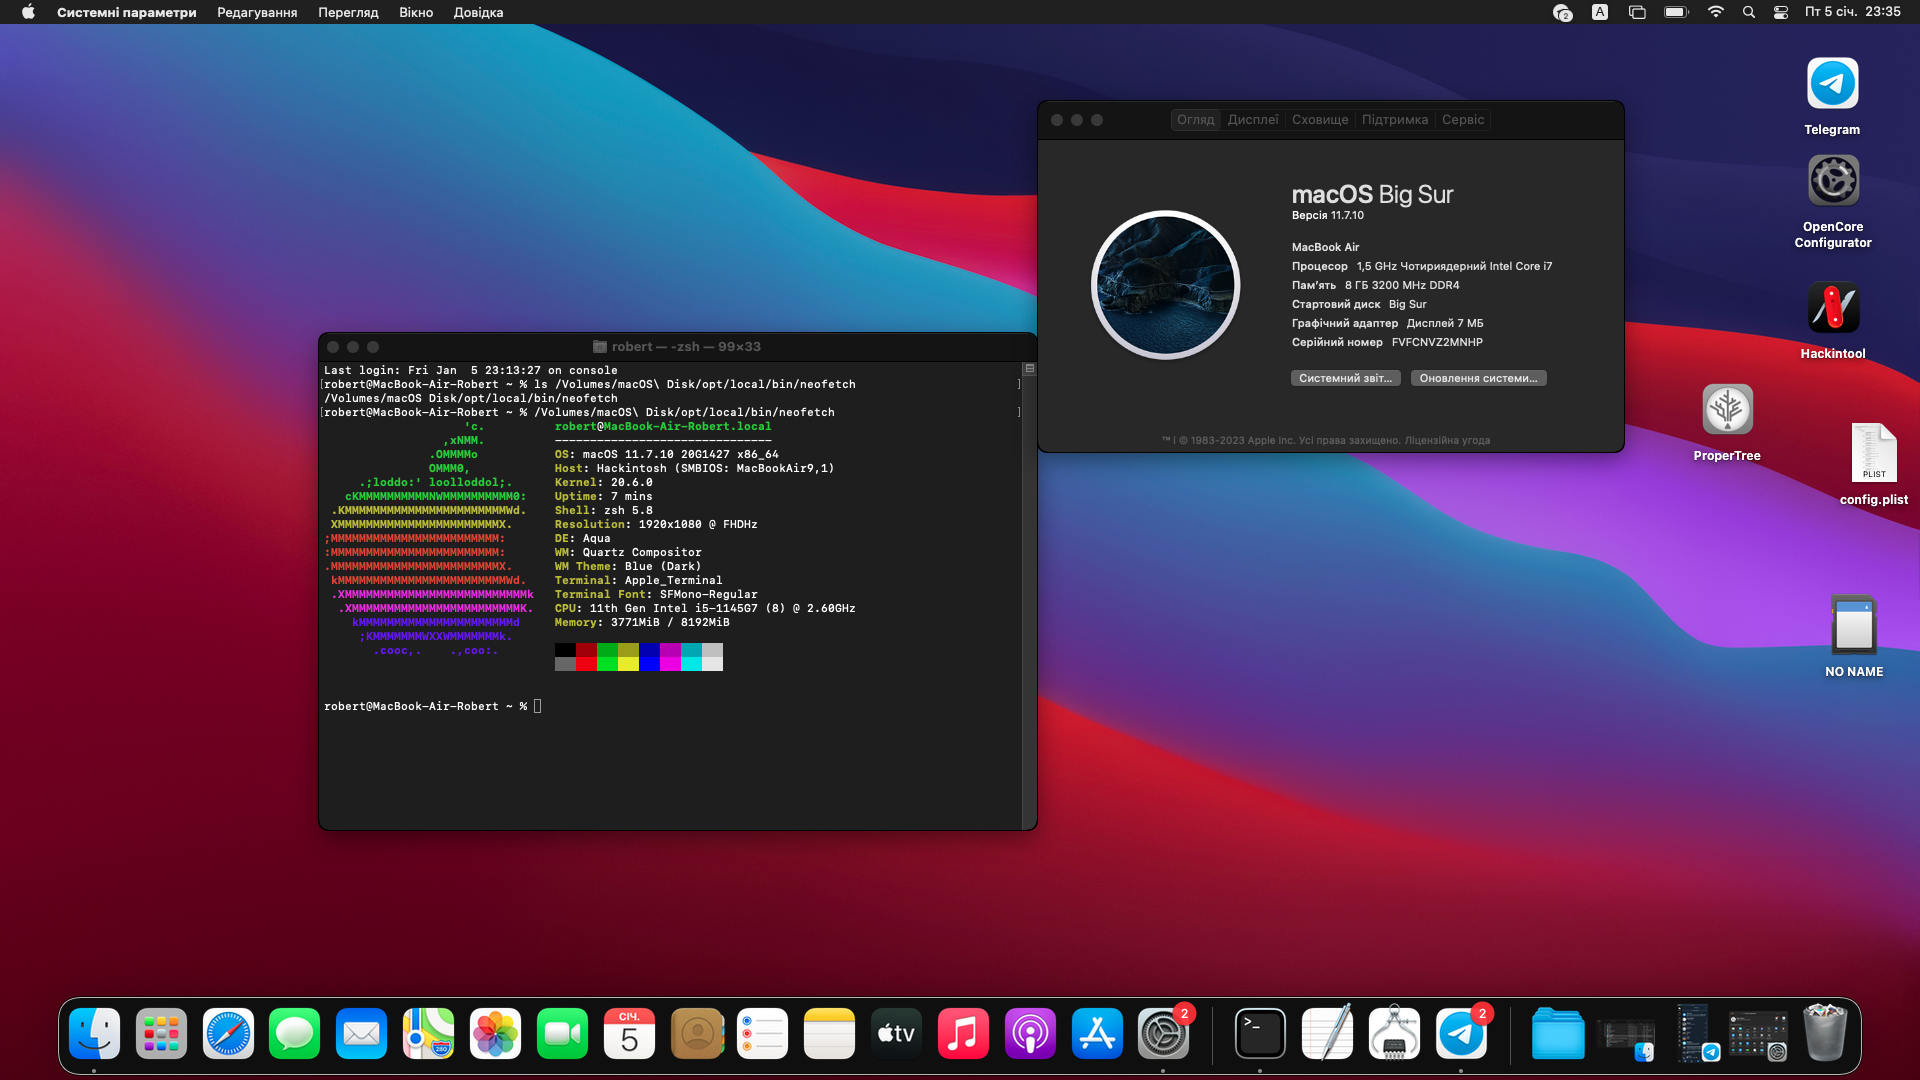 Системні параметри Редагування Перегляд Вікно Довідка
2 A Пт 5 січ. 23:35
Telegram
OpenCore
Configurator
Hackintool
ProperTree
PLIST
config.plist
NO NAME
Огляд Дисплеї Сховище Підтримка Сервіс
macOS Big Sur
Версія 11.7.10
MacBook Air
Процесор 1,5 GHz Чотириядерний Intel Core i7
Пам'ять 8 ГБ 3200 MHz DDR4
Стартовий диск Big Sur
Графічний адаптер Дисплей 7 МБ
Серійний номер FVFCNVZ2MNHP
Системний звіт... Оновлення системи...
™ і © 1983-2023 Apple Inc. Усі права захищено. Ліцензійна угода
robert — -zsh — 99×33
Last login: Fri Jan  5 23:13:27 on console
[robert@MacBook-Air-Robert ~ % ls /Volumes/macOS\ Disk/opt/local/bin/neofetch ]
/Volumes/macOS Disk/opt/local/bin/neofetch
[robert@MacBook-Air-Robert ~ % /Volumes/macOS\ Disk/opt/local/bin/neofetch ]
                    'c.          robert@MacBook-Air-Robert.local
                 ,xNMM.          -------------------------------
               .OMMMMo           OS: macOS 11.7.10 20G1427 x86_64
               OMMM0,            Host: Hackintosh (SMBIOS: MacBookAir9,1)
     .;loddo:' loolloddol;.      Kernel: 20.6.0
   cKMMMMMMMMMMNWMMMMMMMMMM0:    Uptime: 7 mins
 .KMMMMMMMMMMMMMMMMMMMMMMMWd.    Shell: zsh 5.8
 XMMMMMMMMMMMMMMMMMMMMMMMX.      Resolution: 1920x1080 @ FHDHz
;MMMMMMMMMMMMMMMMMMMMMMMM:       DE: Aqua
:MMMMMMMMMMMMMMMMMMMMMMMM:       WM: Quartz Compositor
.MMMMMMMMMMMMMMMMMMMMMMMMX.      WM Theme: Blue (Dark)
 kMMMMMMMMMMMMMMMMMMMMMMMMWd.    Terminal: Apple_Terminal
 .XMMMMMMMMMMMMMMMMMMMMMMMMMMk   Terminal Font: SFMono-Regular
  .XMMMMMMMMMMMMMMMMMMMMMMMMK.   CPU: 11th Gen Intel i5-1145G7 (8) @ 2.60GHz
    kMMMMMMMMMMMMMMMMMMMMMMd     Memory: 3771MiB / 8192MiB
     ;KMMMMMMMWXXWMMMMMMMk.
       .cooc,.    .,coo:.
robert@MacBook-Air-Robert ~ %
280
СІЧ.
5
tv
2
>_
2